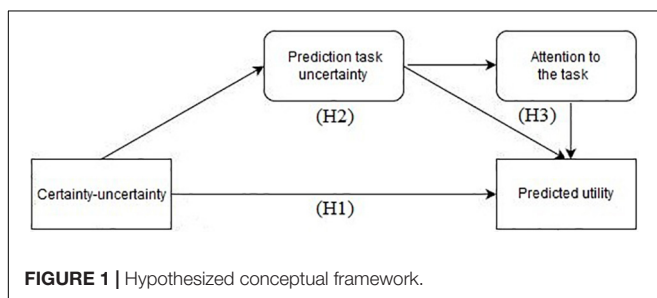 Prediction task
uncertainty
Attention to
the task
(H2)
(H3)
Certainty-uncertainty
Predicted utility
(H1)
FIGURE 1 | Hypothesized conceptual framework.